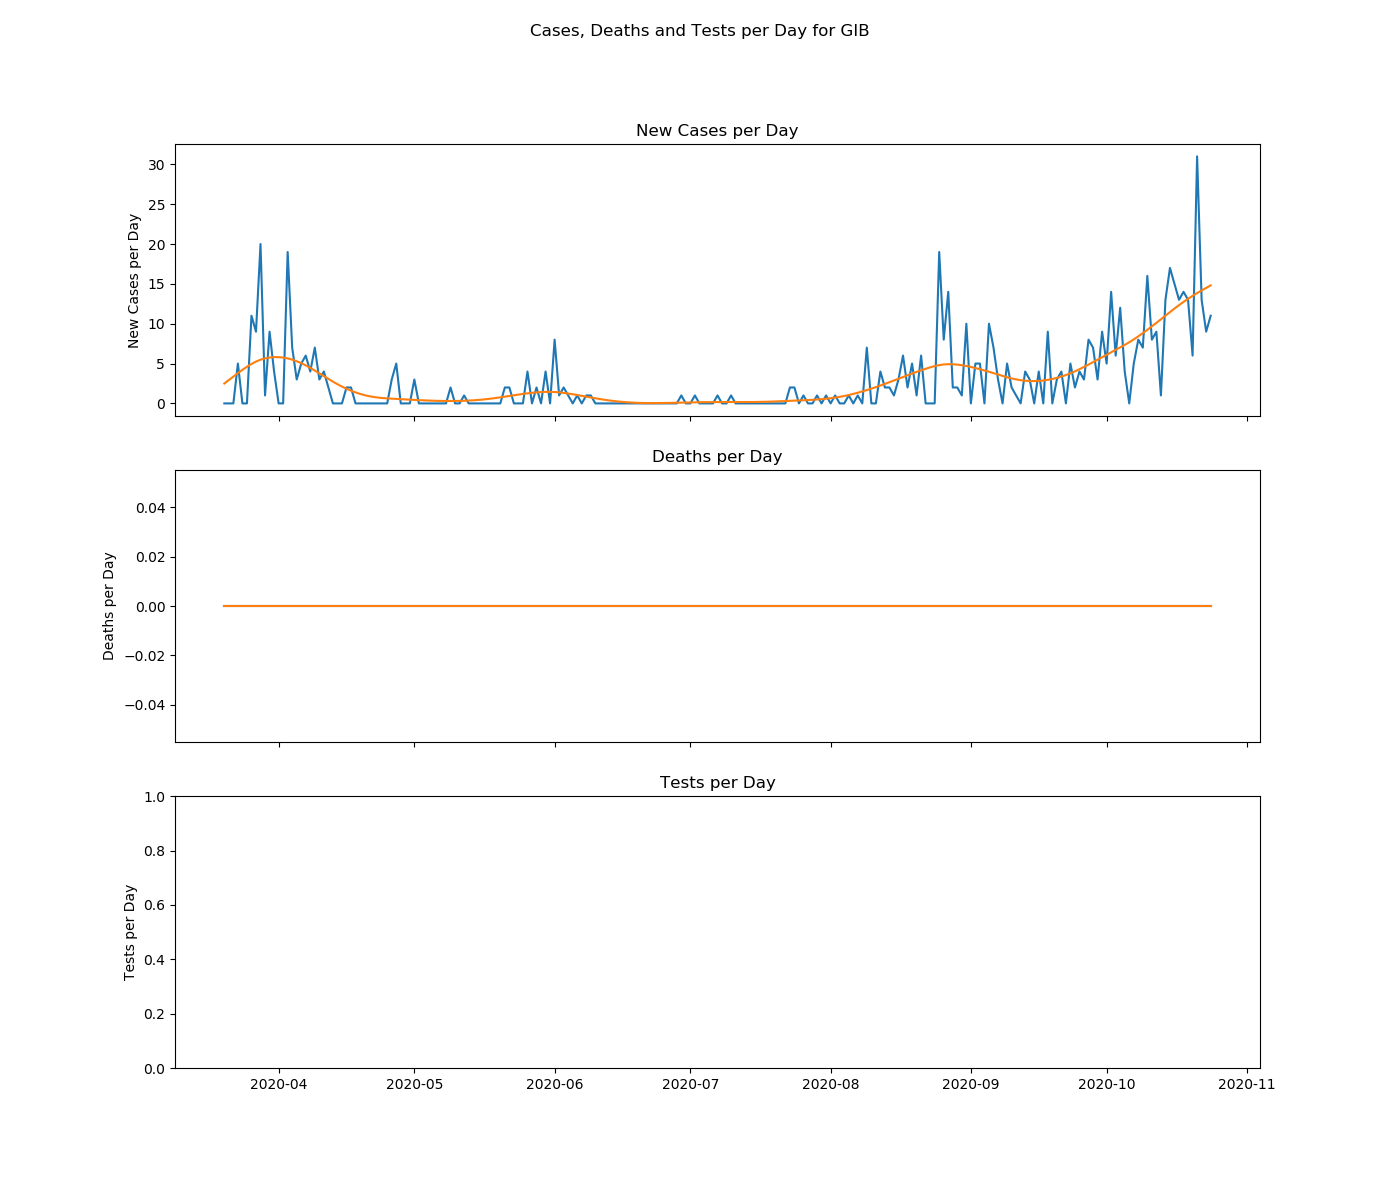 Cases, Deaths and Tests per Day for GIB
New Cases per Day
New Cases per Day
30
25
20
15
10
5
0
Deaths per Day
Deaths per Day
0.04
0.02
0.00
−0.02
−0.04
Tests per Day
Tests per Day
1.0
0.8
0.6
0.4
0.2
0.0
2020-04 2020-05 2020-06 2020-07 2020-08 2020-09 2020-10 2020-11